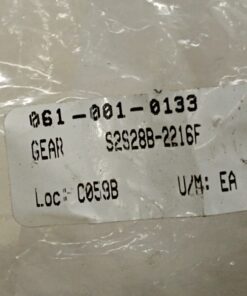 061-001-0133
GEAR S2S28B-2216F
Loc: C059B U/M: EA